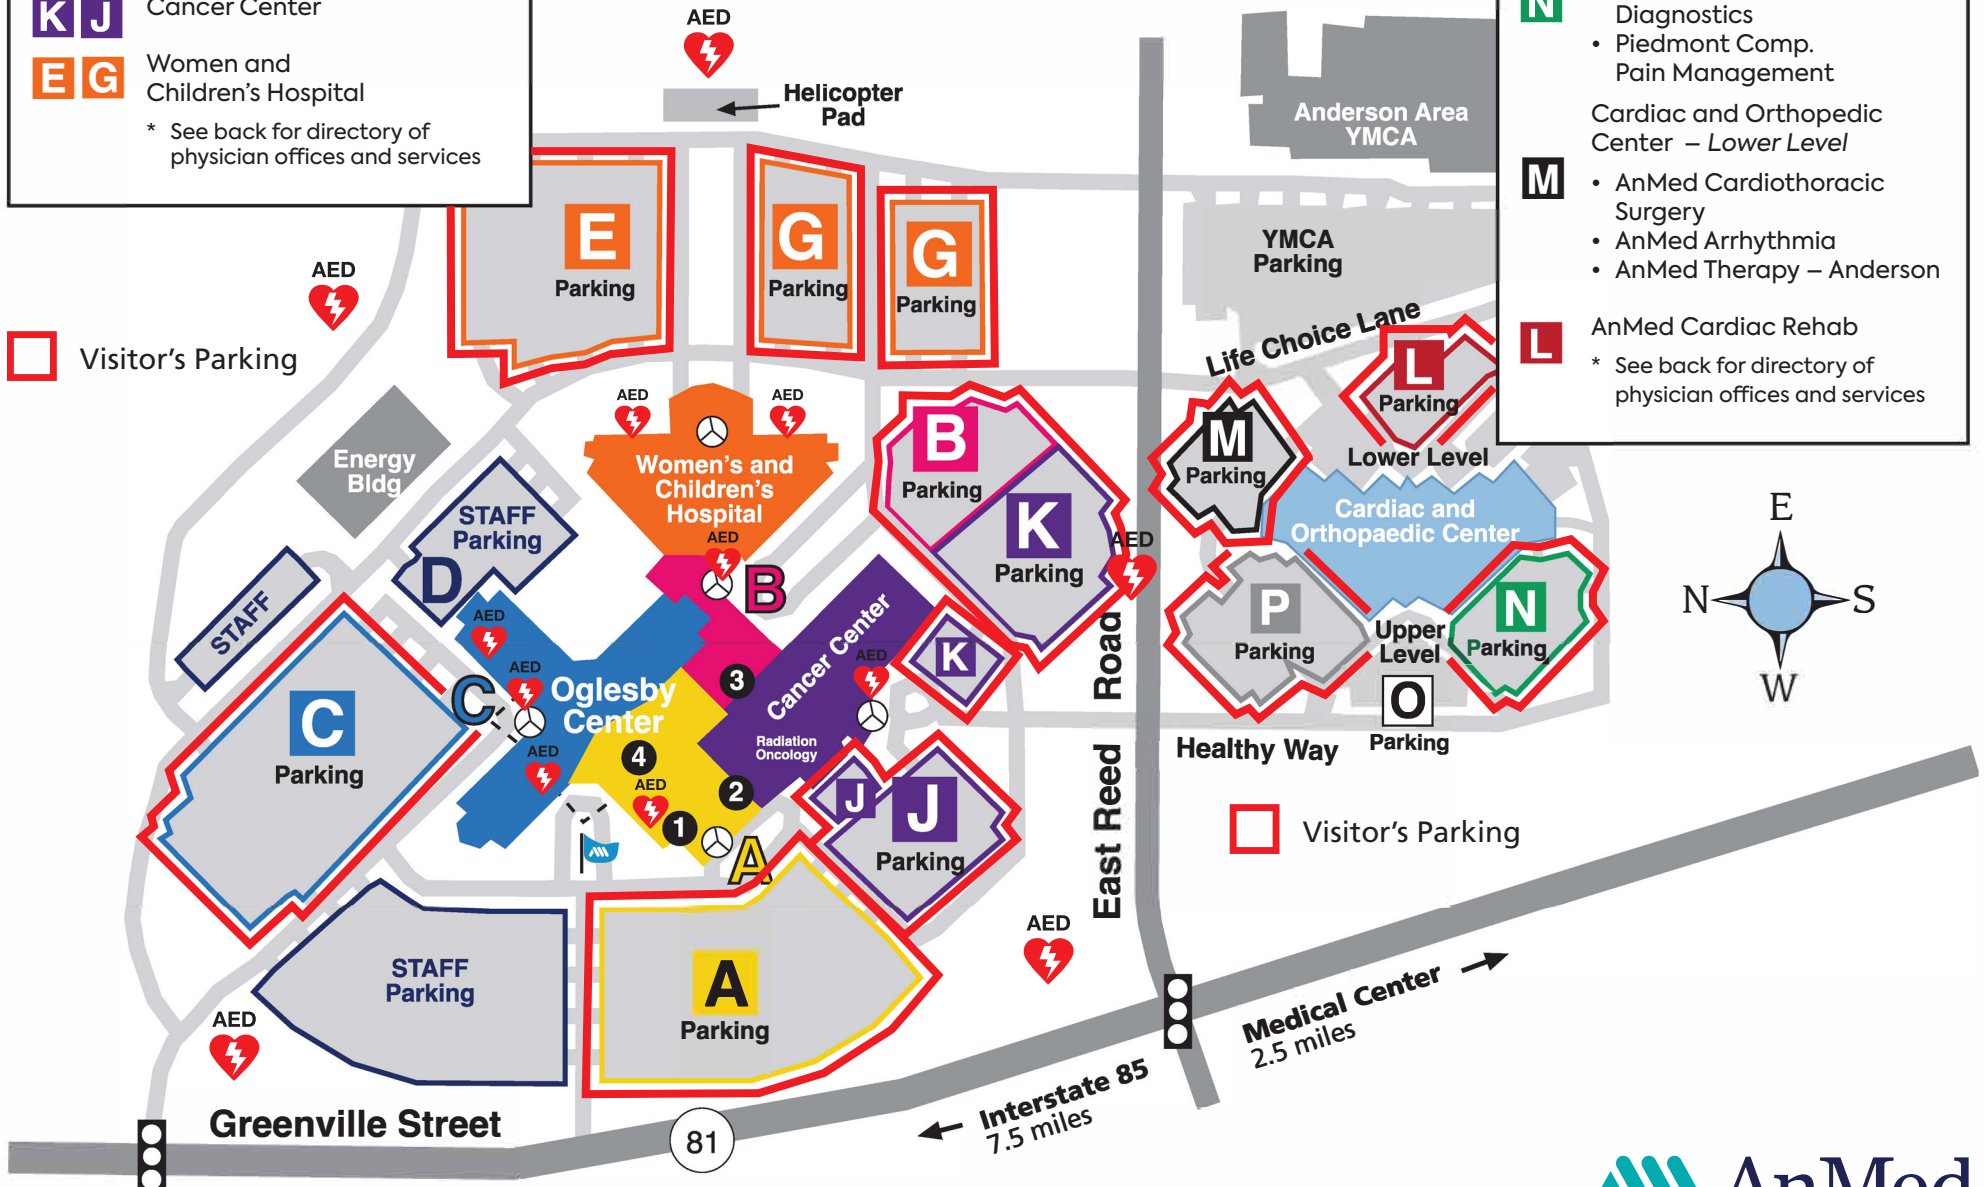 K J Cancer Center
E G Women and
Children's Hospital
* See back for directory of
physician offices and services
Visitor's Parking
AED
Helicopter
Pad
AED
E
Parking
G
Parking
G
Parking
Anderson Area
YMCA
YMCA
Parking
Life Choice Lane
N
Diagnostics
• Piedmont Comp.
Pain Management
Cardiac and Orthopedic
Center – Lower Level
M
• AnMed Cardiothoracic
Surgery
• AnMed Arrhythmia
• AnMed Therapy – Anderson
L AnMed Cardiac Rehab
* See back for directory of
physician offices and services
Energy
Bldg
STAFF
Parking
D
STAFF
AED
AED
Women's and
Children's
Hospital
AED
B
B
Parking
K
Parking
AED
K
M
Parking
L
Parking
Lower Level
Cardiac and
Orthopaedic Center
P
Parking
Upper
Level
N
Parking
O
Parking
Healthy Way
E
N S
W
C
Parking
C
AED
AED
AED
Oglesby
Center
3
4
2
1
AED
Cancer Center
Radiation
Oncology
AED
J
J
Parking
A
A
Parking
STAFF
Parking
AED
AED
East Reed Road
Visitor's Parking
Medical Center
2.5 miles
Interstate 85
7.5 miles
Greenville Street
81
AnMed